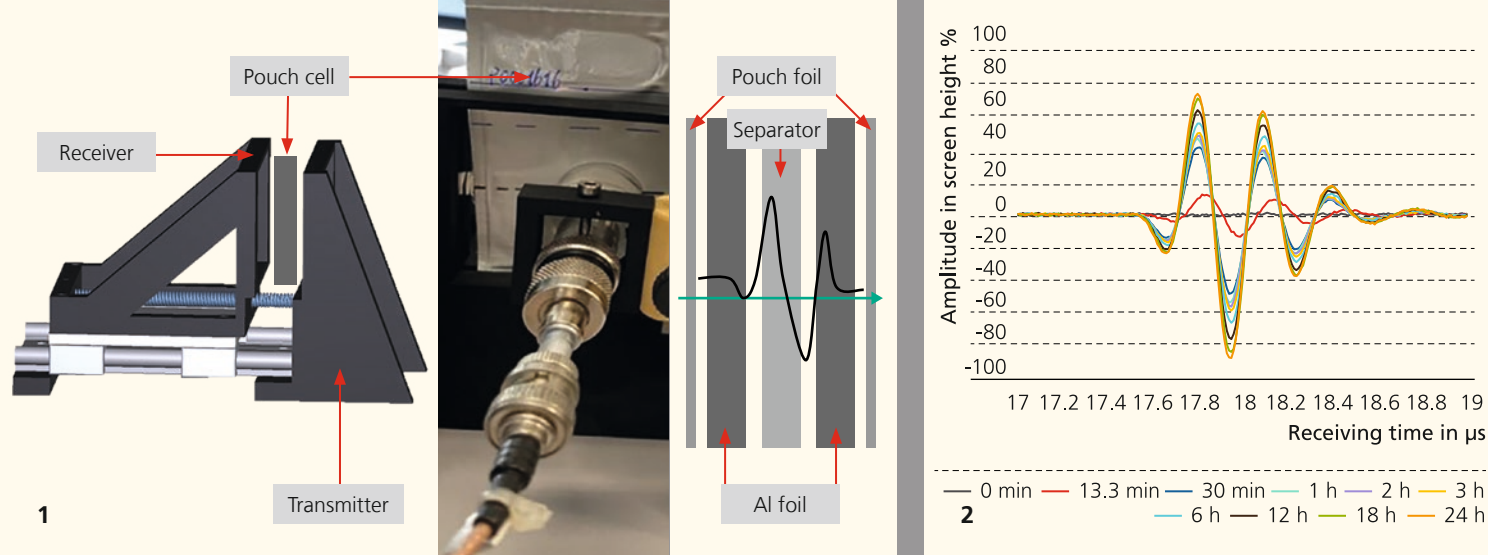 Pouch cell
Receiver
Transmitter
1
Pouch foil
Separator
Al foil
Amplitude in screen height %
100
80
60
40
20
0
-20
-40
-60
-80
-100
17 17.2 17.4 17.6 17.8 18 18.2 18.4 18.6 18.8 19
Receiving time in µs
0 min 13.3 min 30 min 1 h 2 h 3 h
6 h 12 h 18 h 24 h
2